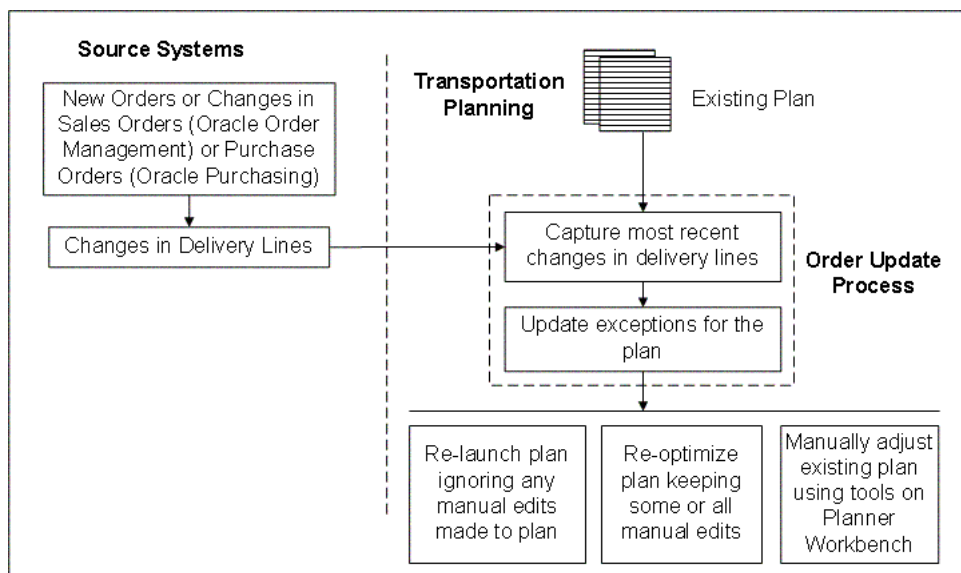 Source Systems
New Orders or Changes in
Sales Orders (Oracle Order
Management) or Purchase
Orders (Oracle Purchasing)
Changes in Delivery Lines
Transportation
Planning
Existing Plan
Capture most recent
changes in delivery lines
Update exceptions for the
plan
Order Update
Process
Re-launch plan
ignoring any
manual edits
made to plan
Re-optimize
plan keeping
some or all
manual edits
Manually adjust
existing plan
using tools on
Planner
Workbench